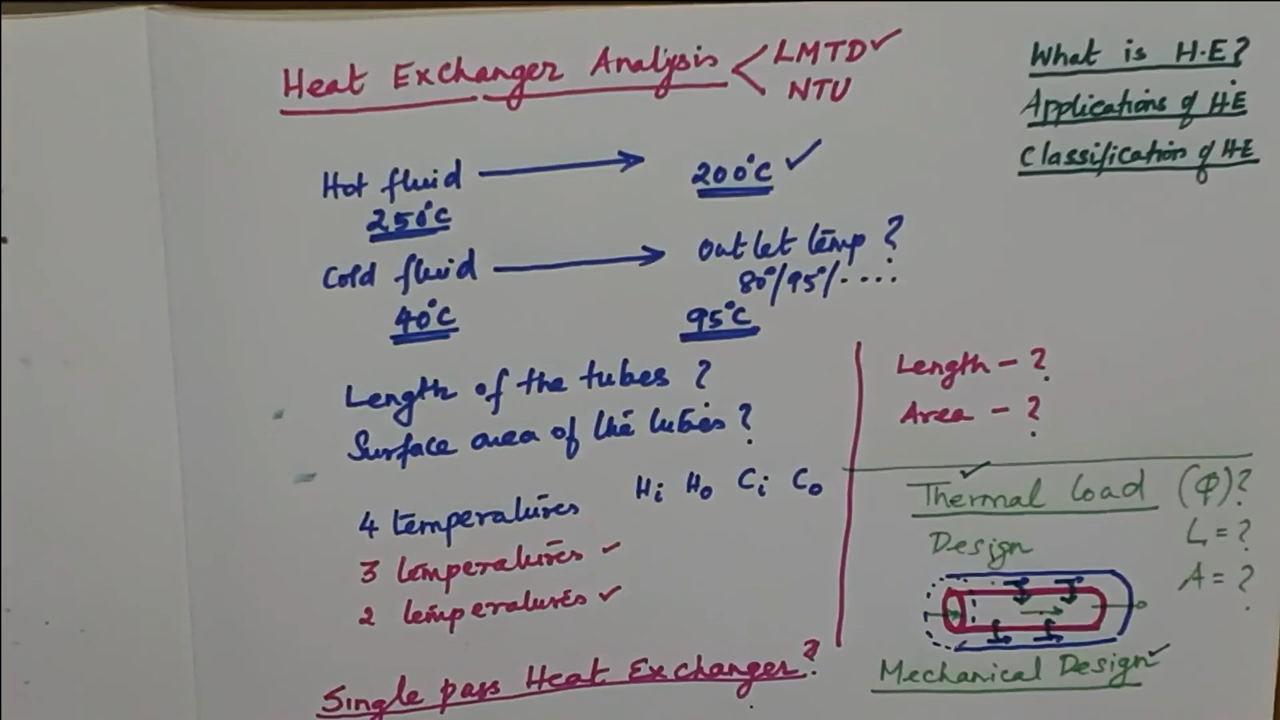 Heat Exchanger Analysis < LMTD ✓
NTU
What is H.E?
Applications of H.E
Classification of H.E
Hot fluid → 200°C ✓
250°C
Cold fluid → Outlet temp ?
80°/95°/....
40°C 95°C
Length of the tubes ?
Surface area of the tubes ?
4 temperatures Hi Ho Ci Co
3 temperatures ✓
2 temperatures ✓
Single pass Heat Exchanger?
Length - ?
Area - ?
Thermal load (φ)?
Design L = ?
A = ?
Mechanical Design ✓